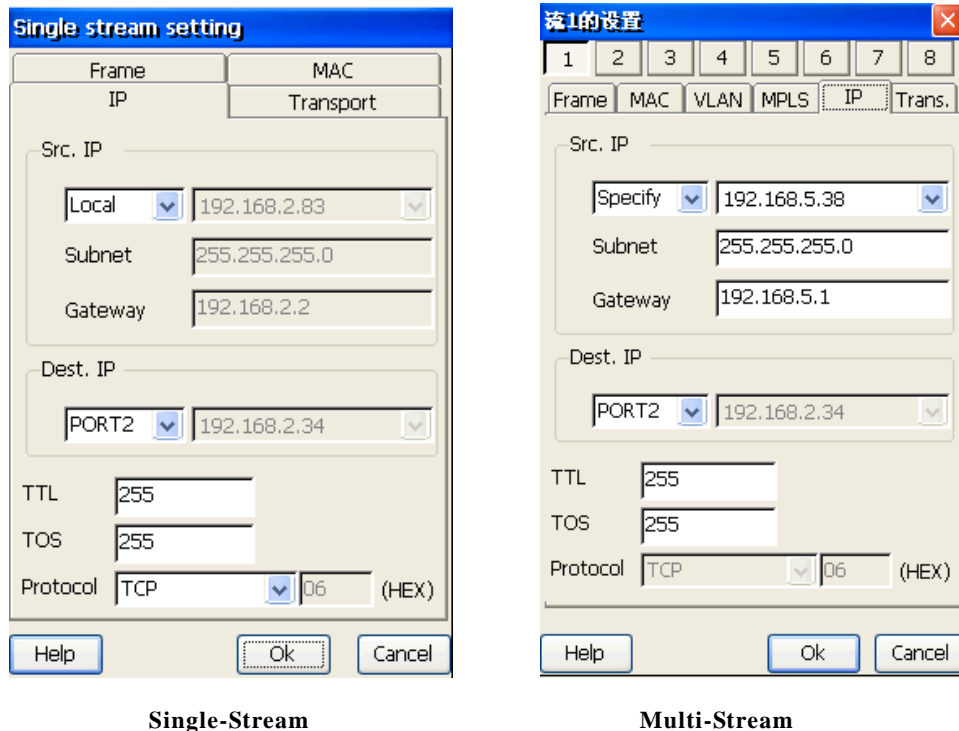 Single stream setting
Frame MAC
IP Transport
Src. IP
Local 192.168.2.83
Subnet 255.255.255.0
Gateway 192.168.2.2
Dest. IP
PORT2 192.168.2.34
TTL 255
TOS 255
Protocol TCP 06 (HEX)
Help Ok Cancel
Single-Stream
流1的设置
1 2 3 4 5 6 7 8
Frame MAC VLAN MPLS IP Trans.
Src. IP
Specify 192.168.5.38
Subnet 255.255.255.0
Gateway 192.168.5.1
Dest. IP
PORT2 192.168.2.34
TTL 255
TOS 255
Protocol TCP 06 (HEX)
Help Ok Cancel
Multi-Stream